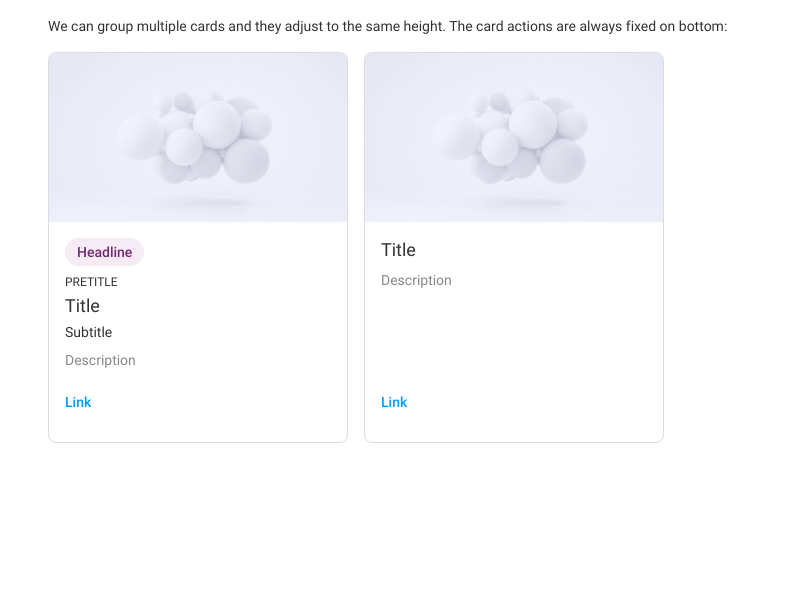 We can group multiple cards and they adjust to the same height. The card actions are always fixed on bottom:
Headline
PRETITLE
Title
Subtitle
Description
Link
Title
Description
Link